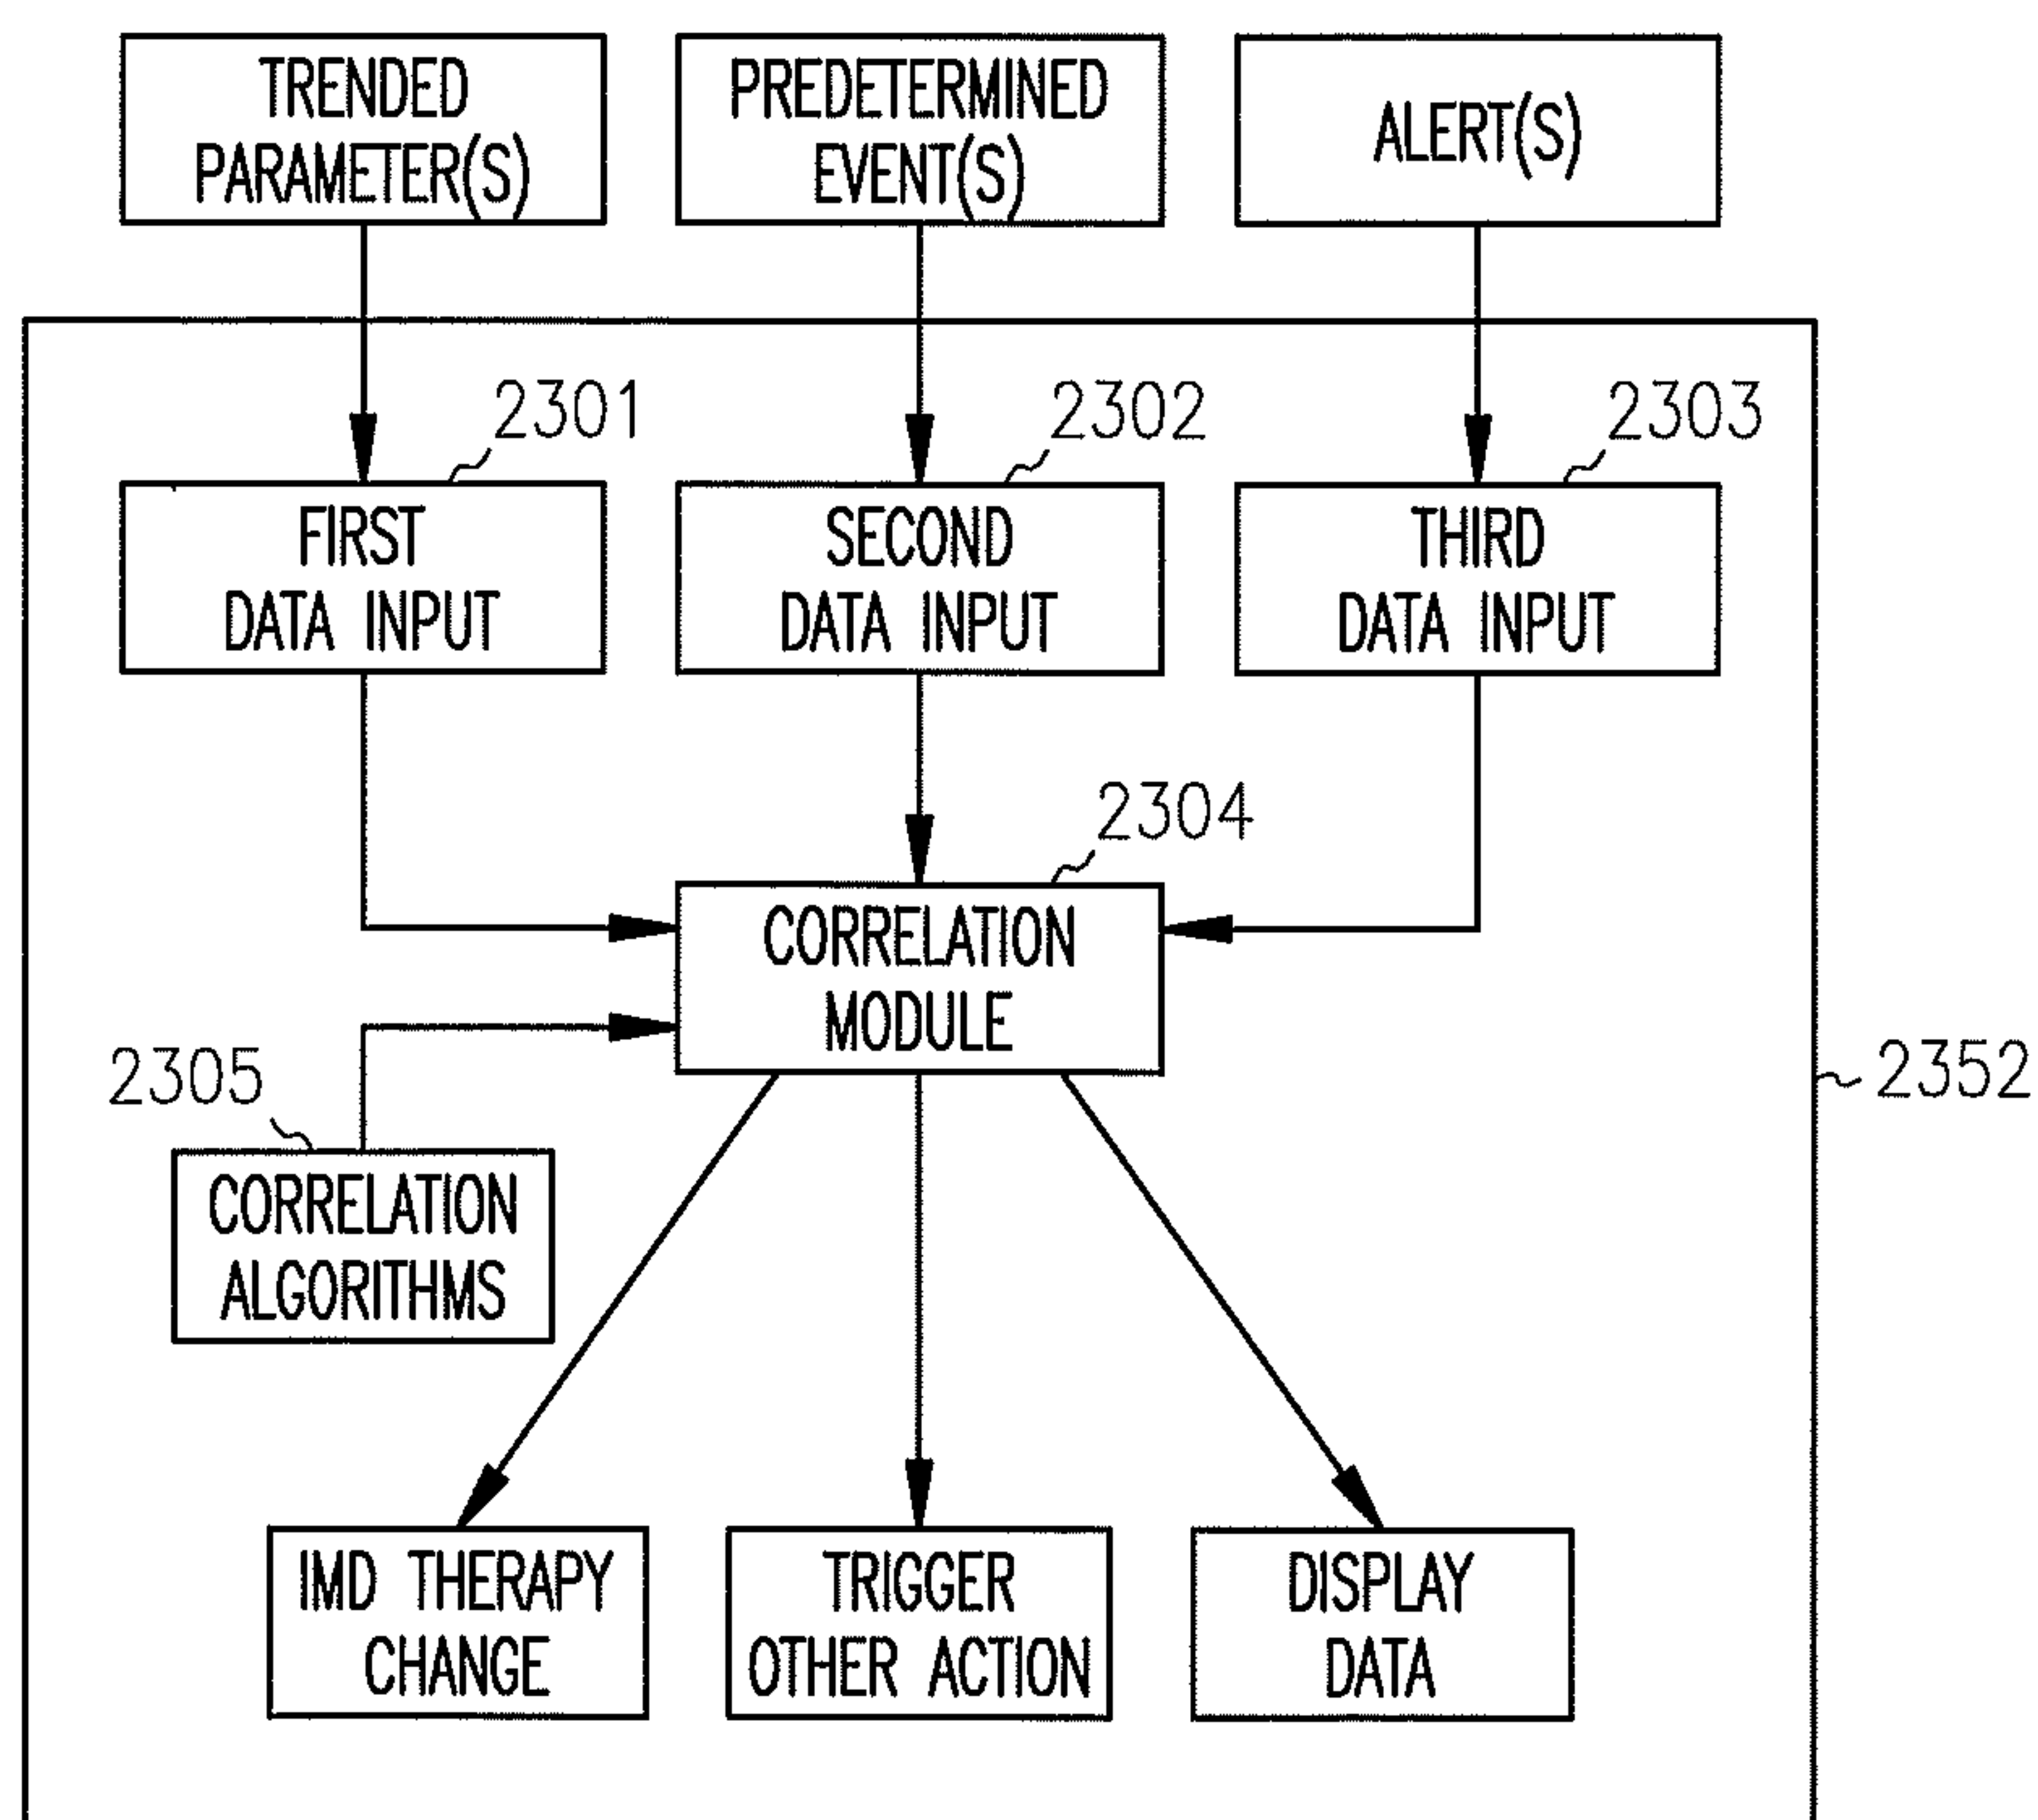 TRENDED
PARAMETER(S)
PREDETERMINED
EVENT(S)
ALERT(S)
2301
2302
2303
FIRST
DATA INPUT
SECOND
DATA INPUT
THIRD
DATA INPUT
2304
CORRELATION
MODULE
2305
2352
CORRELATION
ALGORITHMS
IMD THERAPY
CHANGE
TRIGGER
OTHER ACTION
DISPLAY
DATA